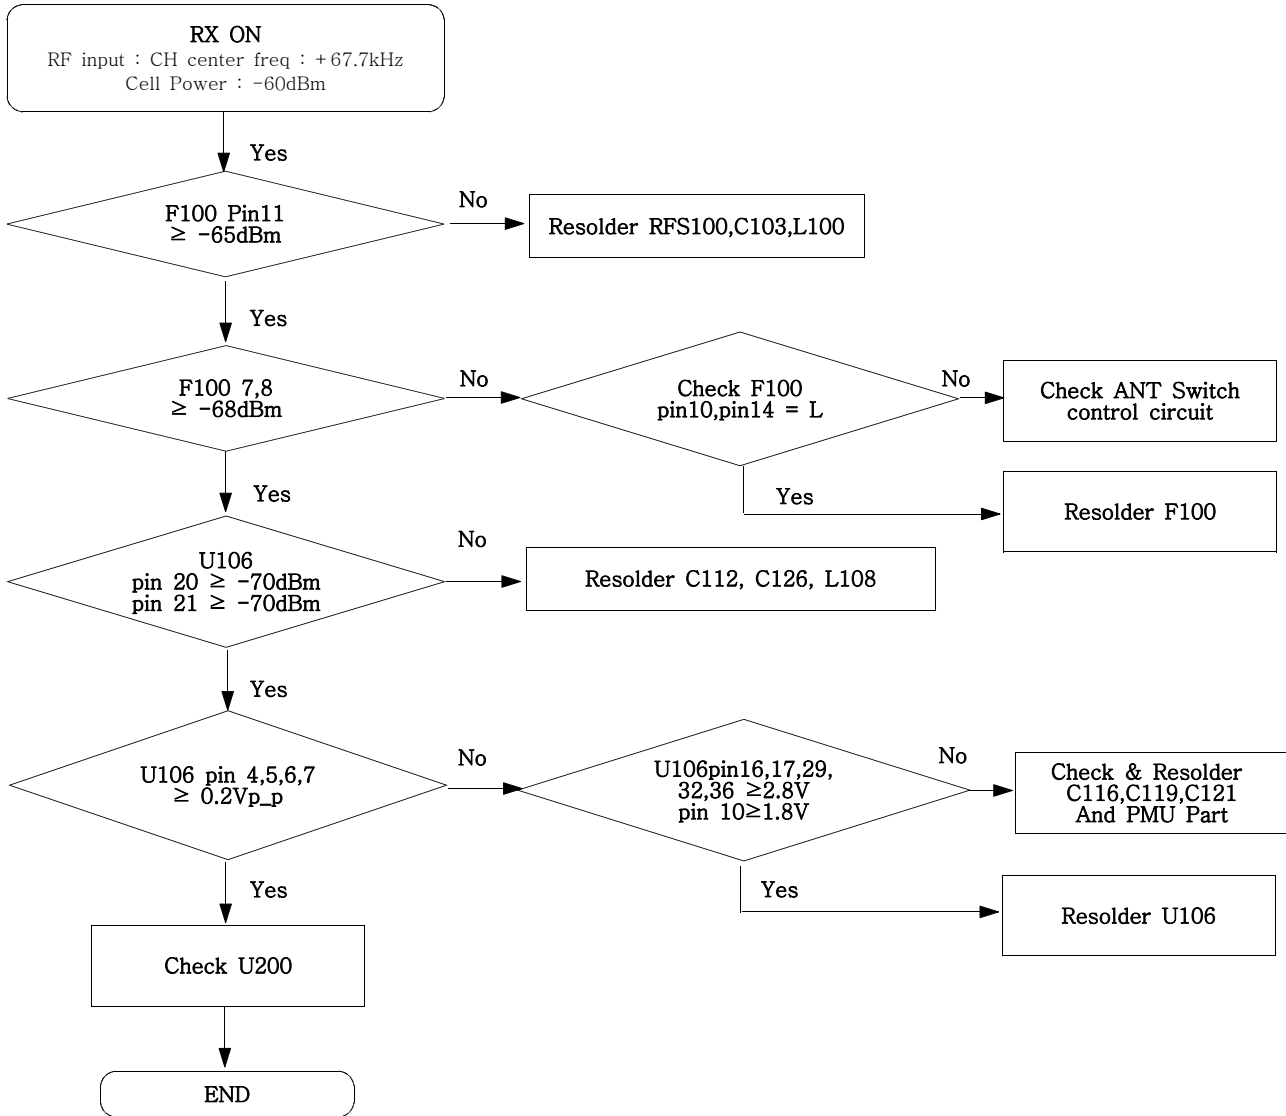 RX ON
RF input : CH center freq : +67.7kHz
Cell Power : -60dBm
Yes
F100 Pin11
≥ -65dBm
No
Resolder RFS100,C103,L100
Yes
F100 7,8
≥ -68dBm
No
Check F100
pin10,pin14 = L
No
Check ANT Switch
control circuit
Yes
Resolder F100
Yes
U106
pin 20 ≥ -70dBm
pin 21 ≥ -70dBm
No
Resolder C112, C126, L108
Yes
U106 pin 4,5,6,7
≥ 0.2Vp_p
No
U106pin16,17,29,
32,36 ≥2.8V
pin 10≥1.8V
No
Check & Resolder
C116,C119,C121
And PMU Part
Yes
Resolder U106
Yes
Check U200
END